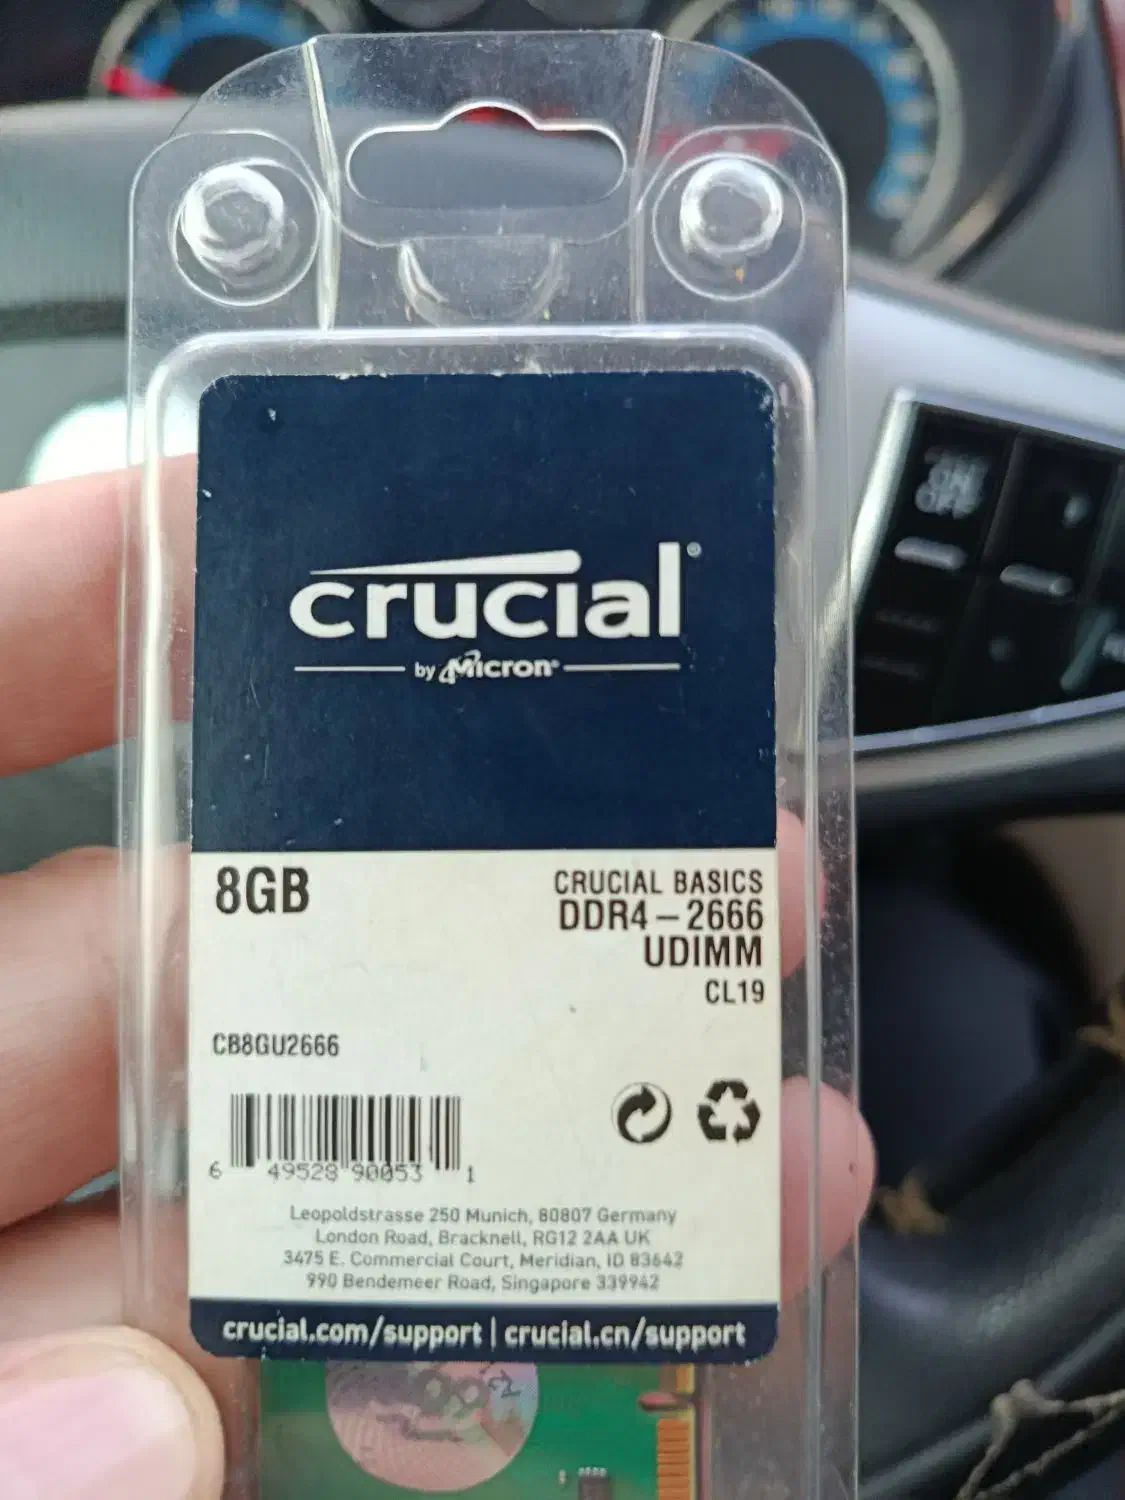 crucial®
by Micron®
8GB
CRUCIAL BASICS
DDR4 – 2666
UDIMM
CL19
CB8GU2666
6 49528 90053 1
Leopoldstrasse 250 Munich, 80807 Germany
London Road, Bracknell, RG12 2AA UK
3475 E. Commercial Court, Meridian, ID 83642
990 Bendemeer Road, Singapore 339942
crucial.com/support | crucial.cn/support
ON
OFF